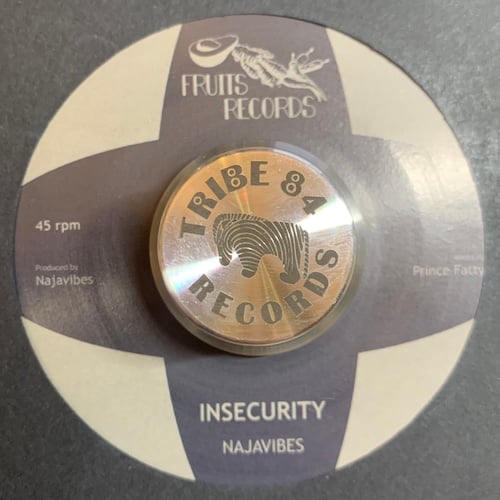 FRUITS
RECORDS
TRIBE 84
RECORDS
45 rpm
Produced by
Najavibes
Prince Fatty
INSECURITY
NAJAVIBES